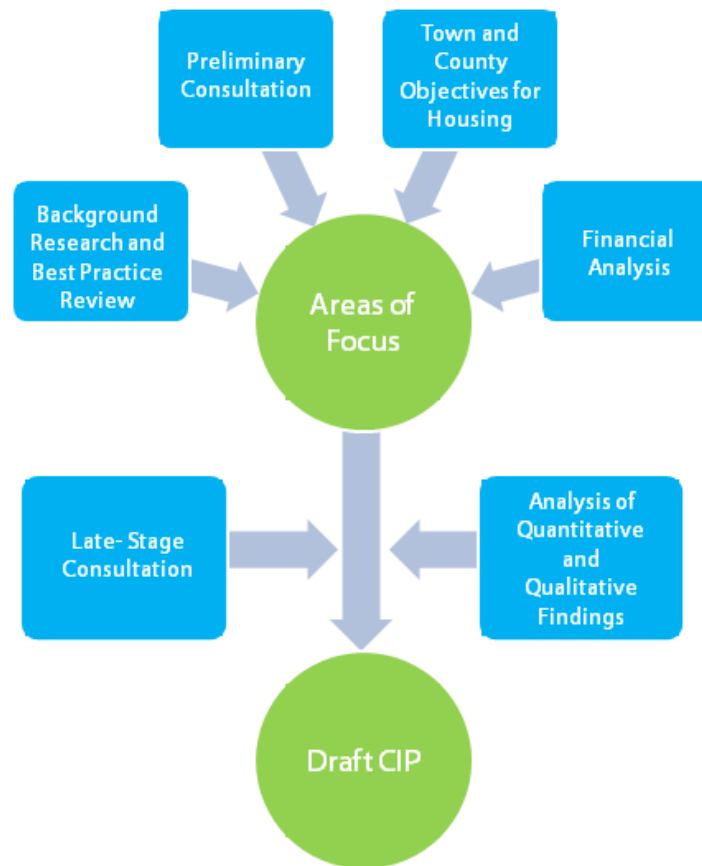 Preliminary
Consultation
Town and
County
Objectives for
Housing
Background
Research and
Best Practice
Review
Financial
Analysis
Areas of
Focus
Late- Stage
Consultation
Analysis of
Quantitative
and
Qualitative
Findings
Draft CIP